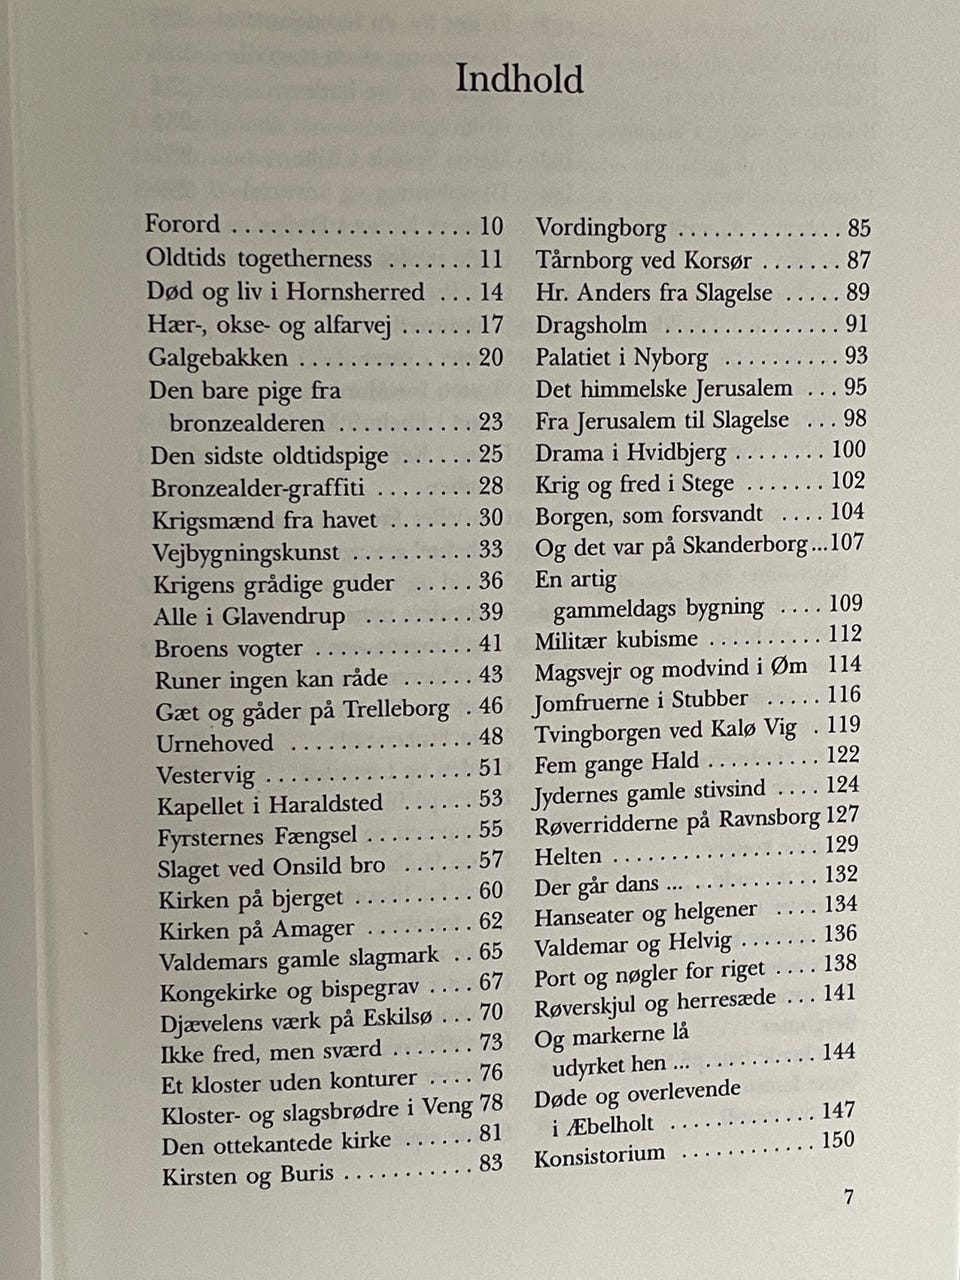 Indhold
Forord . . . . . . . . . . . . . . . . . . . 10
Oldtids togetherness . . . . . . . 11
Død og liv i Hornsherred . . . 14
Hær-, okse- og alfarvej . . . . . . 17
Galgebakken . . . . . . . . . . . . . . 20
Den bare pige fra
bronzealderen . . . . . . . . . . . 23
Den sidste oldtidspige . . . . . . 25
Bronzealder-graffiti . . . . . . . . 28
Krigsmænd fra havet . . . . . . . 30
Vejbygningskunst . . . . . . . . . . 33
Krigens grådige guder . . . . . 36
Alle i Glavendrup . . . . . . . . . 39
Broens vogter . . . . . . . . . . . . . 41
Runer ingen kan råde . . . . . . 43
Gæt og gåder på Trelleborg . 46
Urnehoved . . . . . . . . . . . . . . . 48
Vestervig . . . . . . . . . . . . . . . . . 51
Kapellet i Haraldsted . . . . . . 53
Fyrsternes Fængsel . . . . . . . . . 55
Slaget ved Onsild bro . . . . . . 57
Kirken på bjerget . . . . . . . . . . 60
Kirken på Amager . . . . . . . . . 62
Valdemars gamle slagmark . . 65
Kongekirke og bispegrav . . . . 67
Djævelens værk på Eskilsø . . . 70
Ikke fred, men sværd . . . . . . . 73
Et kloster uden konturer . . . . 76
Kloster- og slagsbrødre i Veng 78
Den ottekantede kirke . . . . . . 81
Kirsten og Buris . . . . . . . . . . . 83
Vordingborg . . . . . . . . . . . . . 85
Tårnborg ved Korsør . . . . . . . 87
Hr. Anders fra Slagelse . . . . . 89
Dragsholm . . . . . . . . . . . . . . 91
Palatiet i Nyborg . . . . . . . . . . 93
Det himmelske Jerusalem . . . 95
Fra Jerusalem til Slagelse . . . 98
Drama i Hvidbjerg . . . . . . . . 100
Krig og fred i Stege . . . . . . . 102
Borgen, som forsvandt . . . . 104
Og det var på Skanderborg ... 107
En artig
gammeldags bygning . . . . 109
Militær kubisme . . . . . . . . . . 112
Magsvejr og modvind i Øm 114
Jomfruerne i Stubber . . . . . 116
Tvingborgen ved Kalø Vig . 119
Fem gange Hald . . . . . . . . . . 122
Jydernes gamle stivsind . . . . 124
Røverridderne på Ravnsborg 127
Helten . . . . . . . . . . . . . . . . . . 129
Der går dans ... . . . . . . . . . . . 132
Hanseater og helgener . . . . 134
Valdemar og Helvig . . . . . . . 136
Port og nøgler for riget . . . . 138
Røverskjul og herresæde . . . 141
Og markerne lå
udyrket hen ... . . . . . . . . . . 144
Døde og overlevende
i Æbelholt . . . . . . . . . . . . 147
Konsistorium . . . . . . . . . . . 150
7